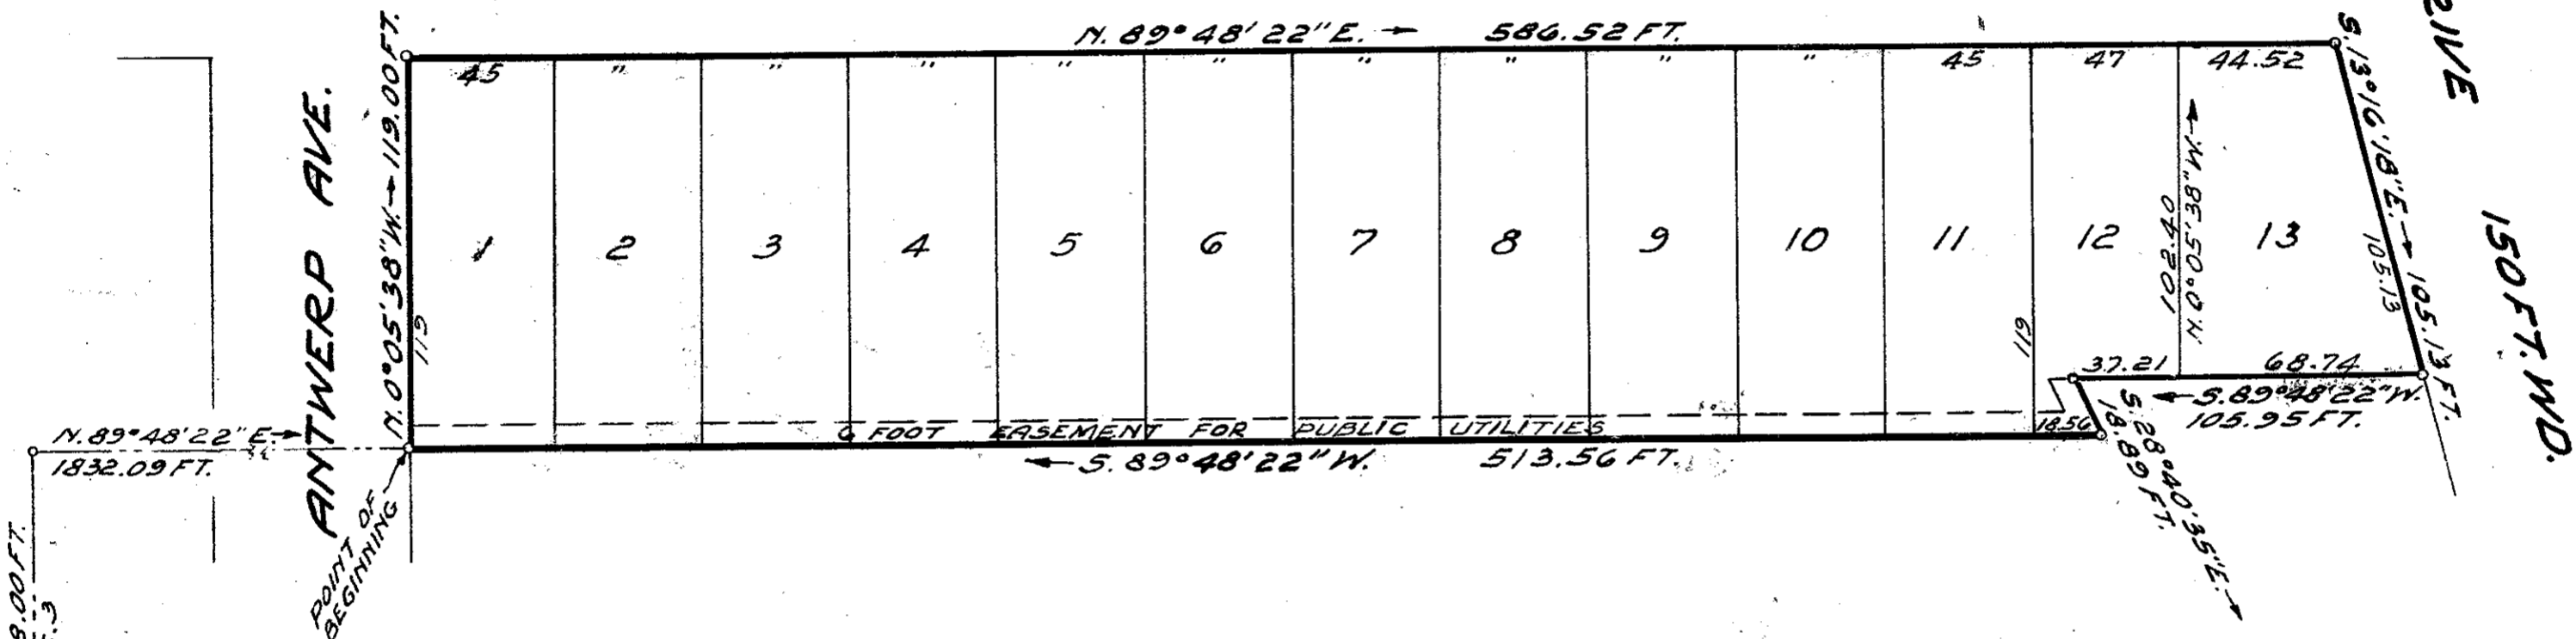 N. 89° 48' 22" E. → 586.52 FT.
45 " " " " " " " " " 45 47 44.52
ANTWERP AVE.
N. 0° 05' 38" W. → 119.00 FT.
119
1 2 3 4 5 6 7 8 9 10 11 12 13
119
102.40
N. 0° 05' 38" W. →
S. 13° 16' 18" E. → 105.13 FT.
105.13
150 FT. WD.
37.21 68.74
← S. 89° 48' 22" W.
105.95 FT.
18.56
S. 28° 40' 35" E. →
18.89 FT.
6 FOOT EASEMENT FOR PUBLIC UTILITIES
← S. 89° 48' 22" W. 513.56 FT.
N. 89° 48' 22" E. →
1832.09 FT.
POINT OF
BEGINNING
8.00 FT.